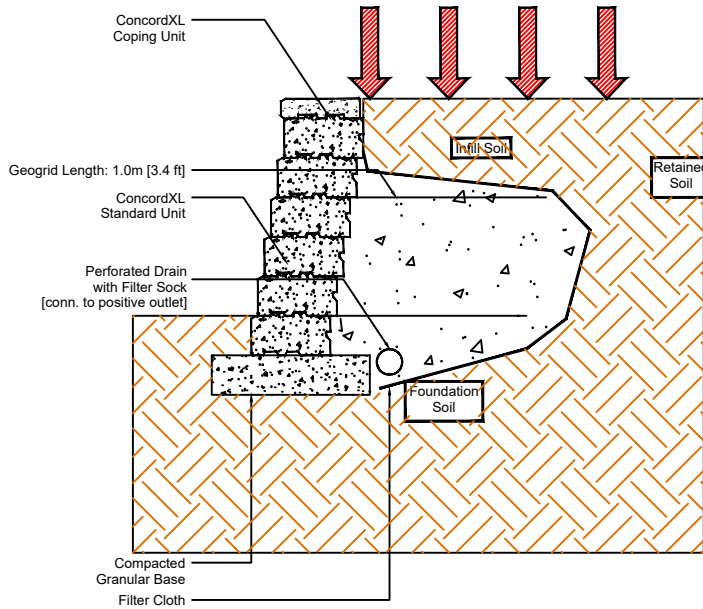 ConcordXL
Coping Unit
Infill Soil
Geogrid Length: 1.0m [3.4 ft]
Retained
Soil
ConcordXL
Standard Unit
Perforated Drain
with Filter Sock
[conn. to positive outlet]
Foundation
Soil
Compacted
Granular Base
Filter Cloth